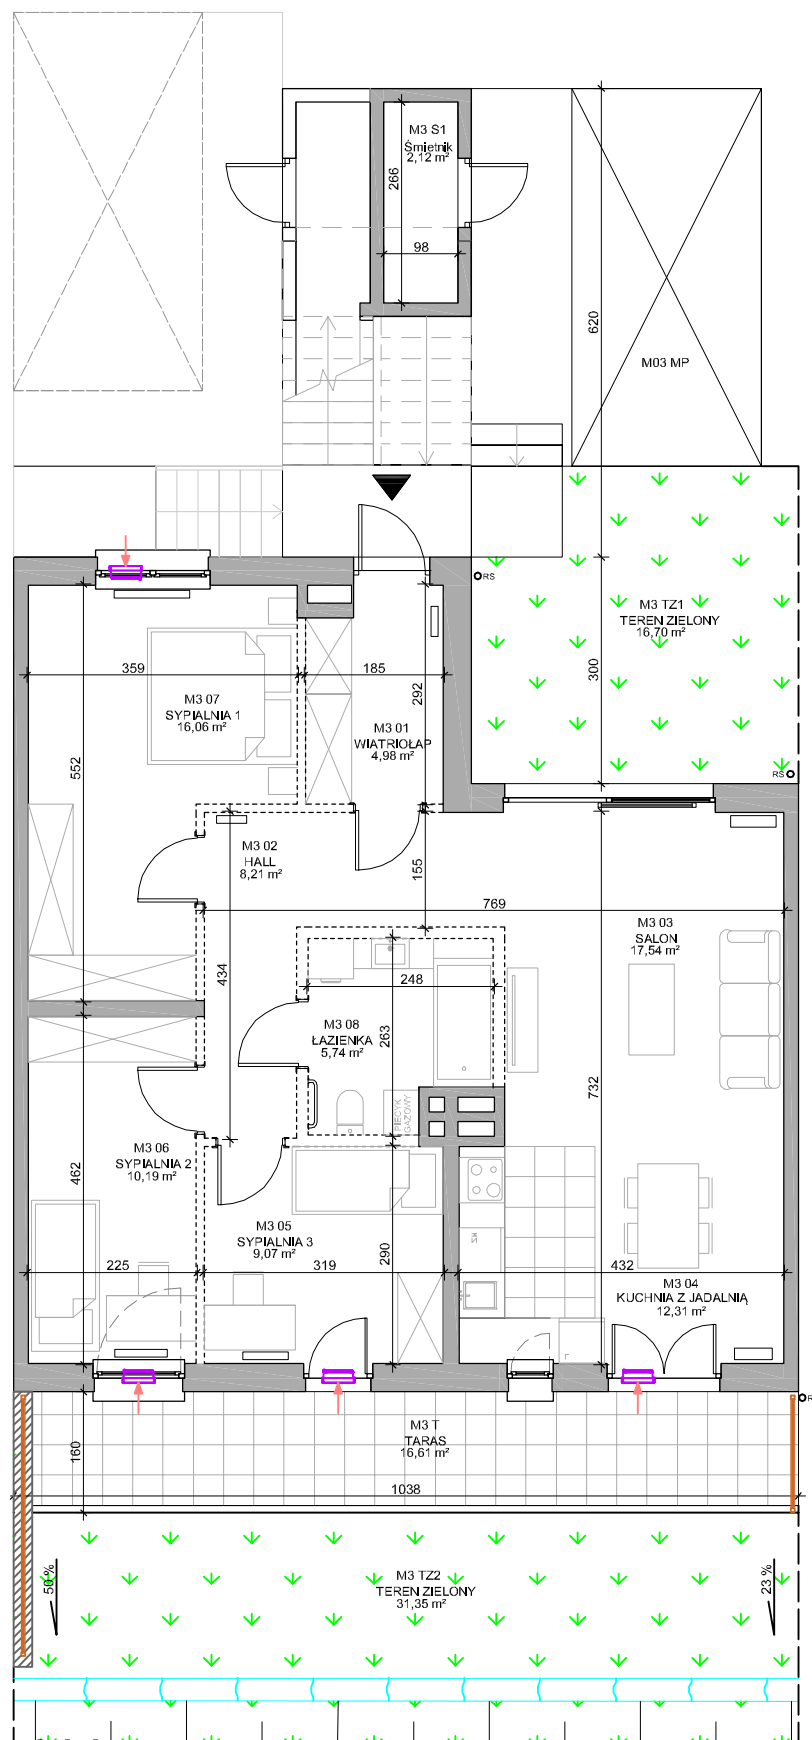 M3 S1
Śmietnik
2,12 m²
266
98
620
M03 MP
RS
M3 TZ1
TEREN ZIELONY
16,70 m²
300
RS
359
185
292
M3 07
SYPIALNIA 1
16,06 m²
M3 01
WIATROŁAP
4,98 m²
552
M3 02
HALL
8,21 m²
155
769
M3 03
SALON
17,54 m²
434
248
263
M3 08
ŁAZIENKA
5,74 m²
732
PIECYK
GAZOWY
M3 06
SYPIALNIA 2
10,19 m²
462
M3 05
SYPIALNIA 3
9,07 m²
290
ZM
225
319
432
M3 04
KUCHNIA Z JADALNIĄ
12,31 m²
M3 T
TARAS
16,61 m²
160
1038
M3 TZ2
TEREN ZIELONY
31,35 m²
50 %
23 %